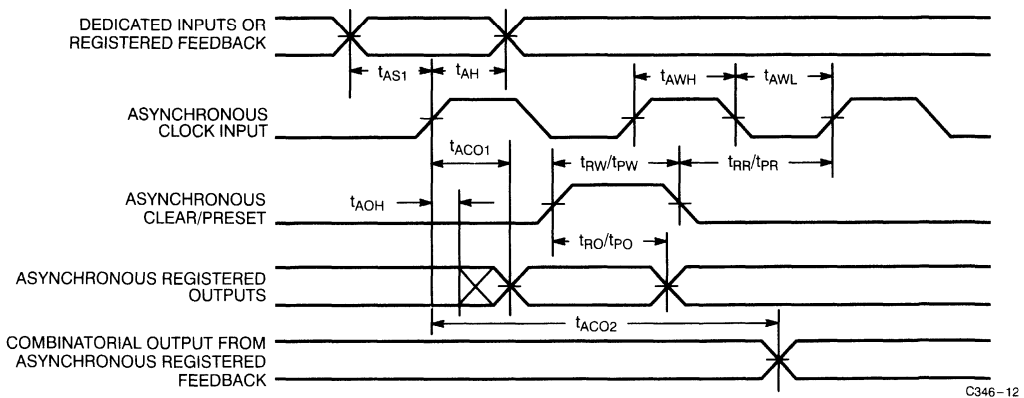 DEDICATED INPUTS OR
REGISTERED FEEDBACK
tAS1
tAH
tAWH
tAWL
ASYNCHRONOUS
CLOCK INPUT
tACO1
tRW/tPW
tRR/tPR
ASYNCHRONOUS
CLEAR/PRESET
tAOH
tRO/tPO
ASYNCHRONOUS REGISTERED
OUTPUTS
tACO2
COMBINATORIAL OUTPUT FROM
ASYNCHRONOUS REGISTERED
FEEDBACK
C346-12